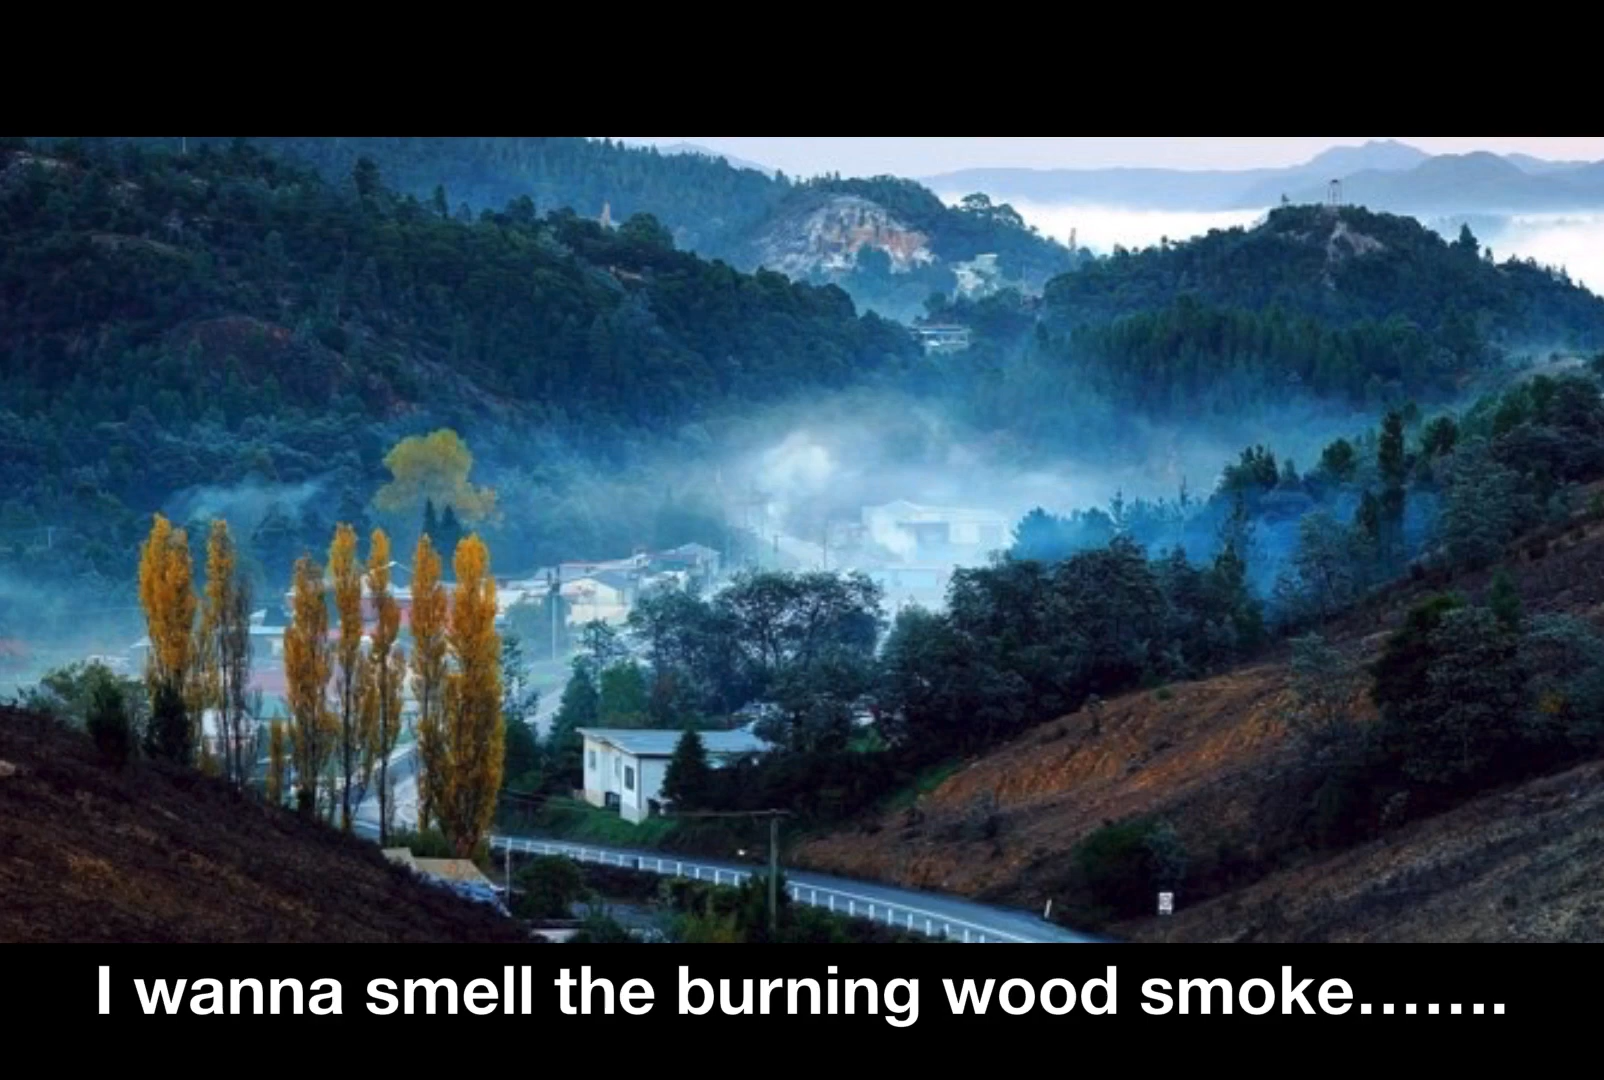 I wanna smell the burning wood smoke.......